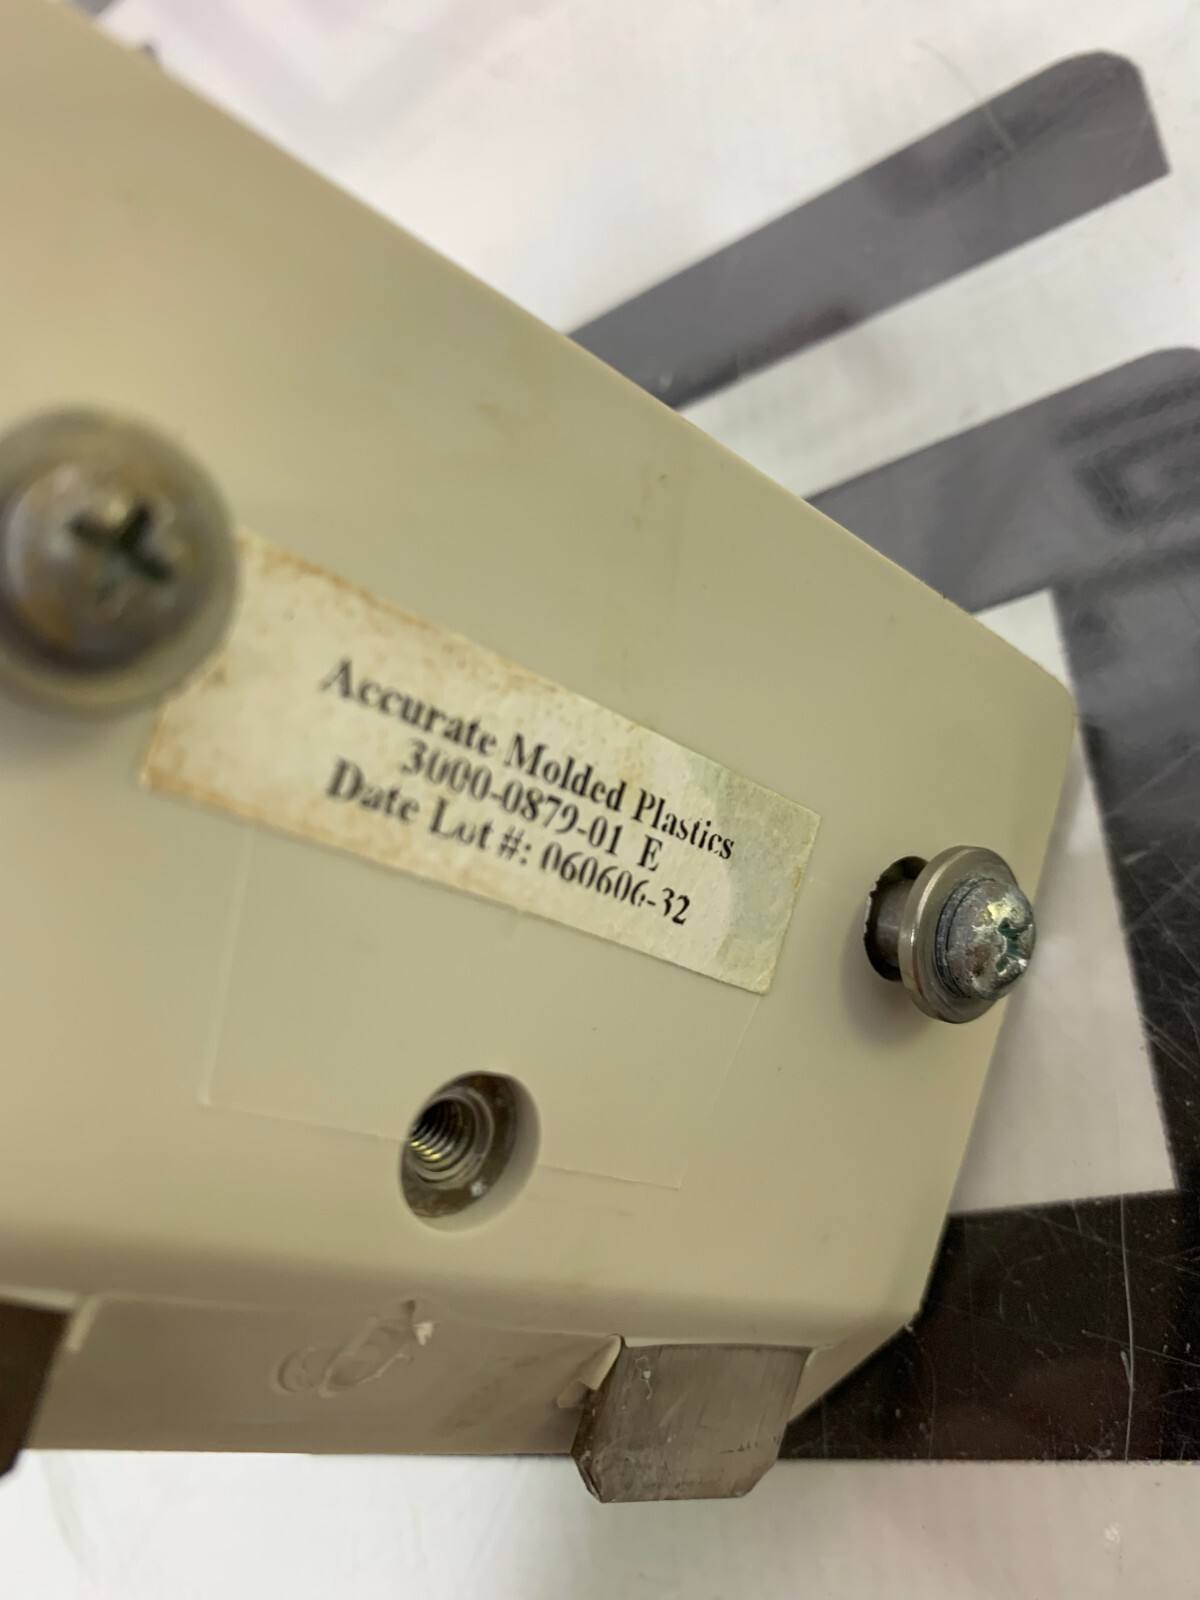 Accurate Molded Plastics
3000-0879-01 E
Date Lot #: 060606-32